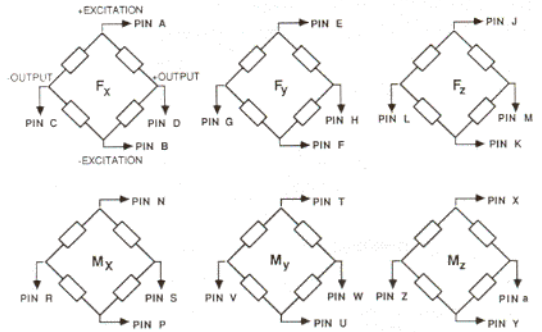 +EXCITATION
PIN A
-OUTPUT
Fx
+OUTPUT
PIN C
PIN D
PIN B
-EXCITATION
PIN E
Fy
PIN G
PIN H
PIN F
PIN J
Fz
PIN L
PIN M
PIN K
PIN N
Mx
PIN R
PIN S
PIN P
PIN T
My
PIN V
PIN W
PIN U
PIN X
Mz
PIN Z
PIN a
PIN Y